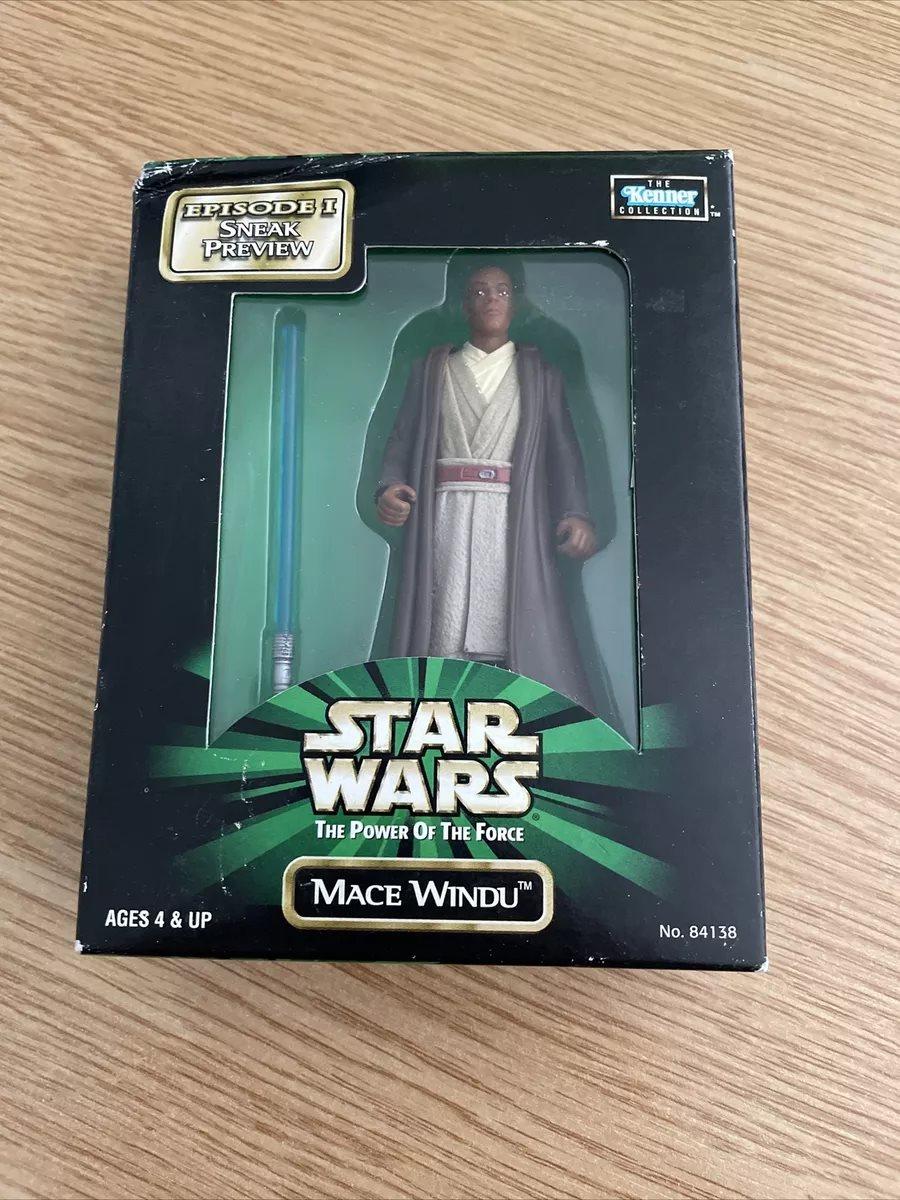 EPISODE I
SNEAK
PREVIEW
THE
Kenner
COLLECTION ™
STAR
WARS®
THE POWER OF THE FORCE
MACE WINDU™
AGES 4 & UP
No. 84138